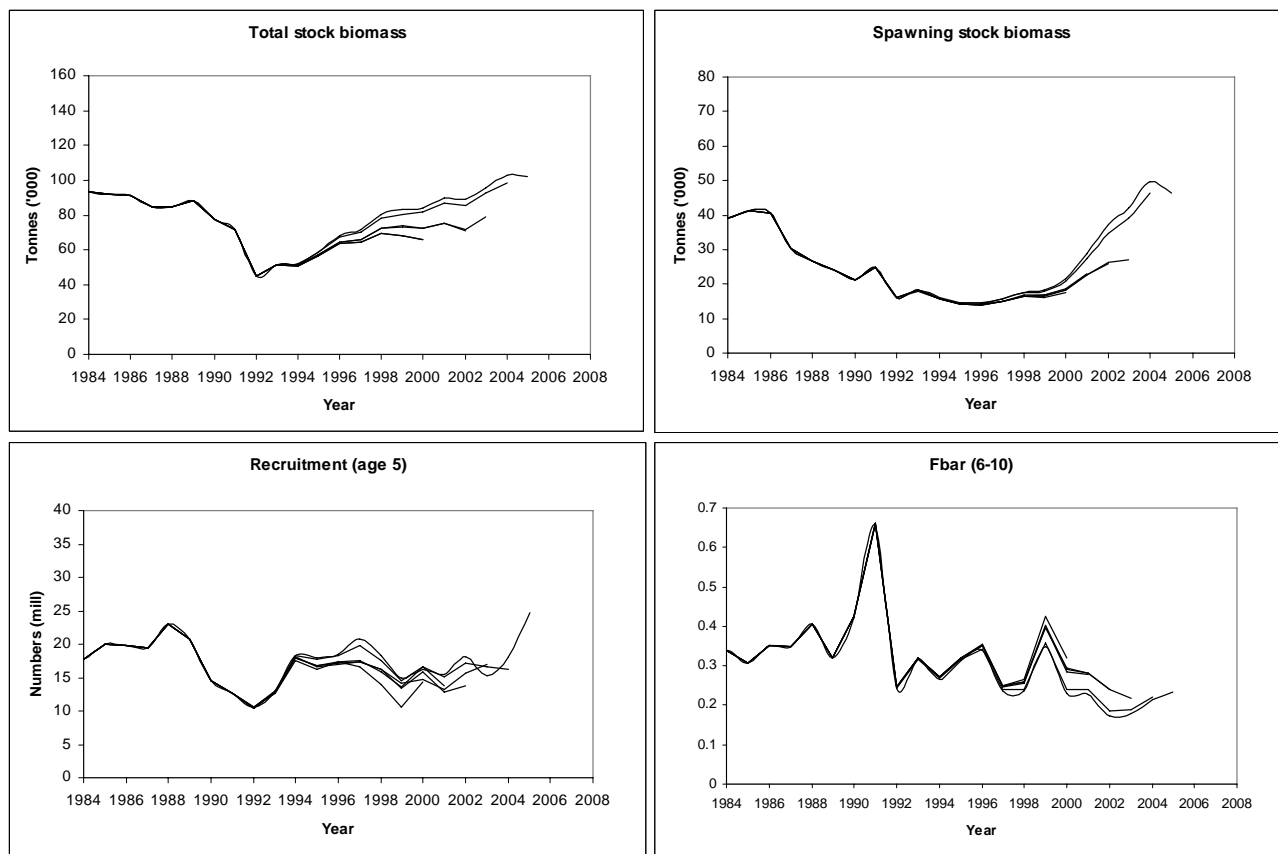 Total stock biomass
160
140
120
100
80
60
40
20
0
Tonnes ('000)
1984 1986 1988 1990 1992 1994 1996 1998 2000 2002 2004 2006 2008
Year
Spawning stock biomass
80
70
60
50
40
30
20
10
0
Tonnes ('000)
1984 1986 1988 1990 1992 1994 1996 1998 2000 2002 2004 2006 2008
Year
Recruitment (age 5)
40
35
30
25
20
15
10
5
0
Numbers (mill)
1984 1986 1988 1990 1992 1994 1996 1998 2000 2002 2004 2006 2008
Year
Fbar (6-10)
0.7
0.6
0.5
0.4
0.3
0.2
0.1
0
1984 1986 1988 1990 1992 1994 1996 1998 2000 2002 2004 2006 2008
Year